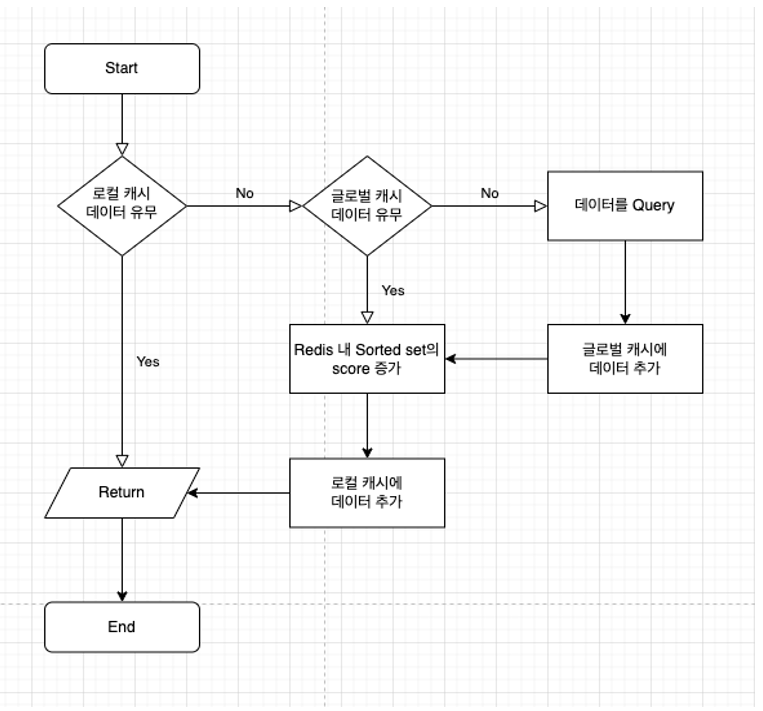 Start
로컬 캐시
데이터 유무
No
글로벌 캐시
데이터 유무
No
데이터를 Query
Yes
Yes
Redis 내 Sorted set의
score 증가
글로벌 캐시에
데이터 추가
Return
로컬 캐시에
데이터 추가
End